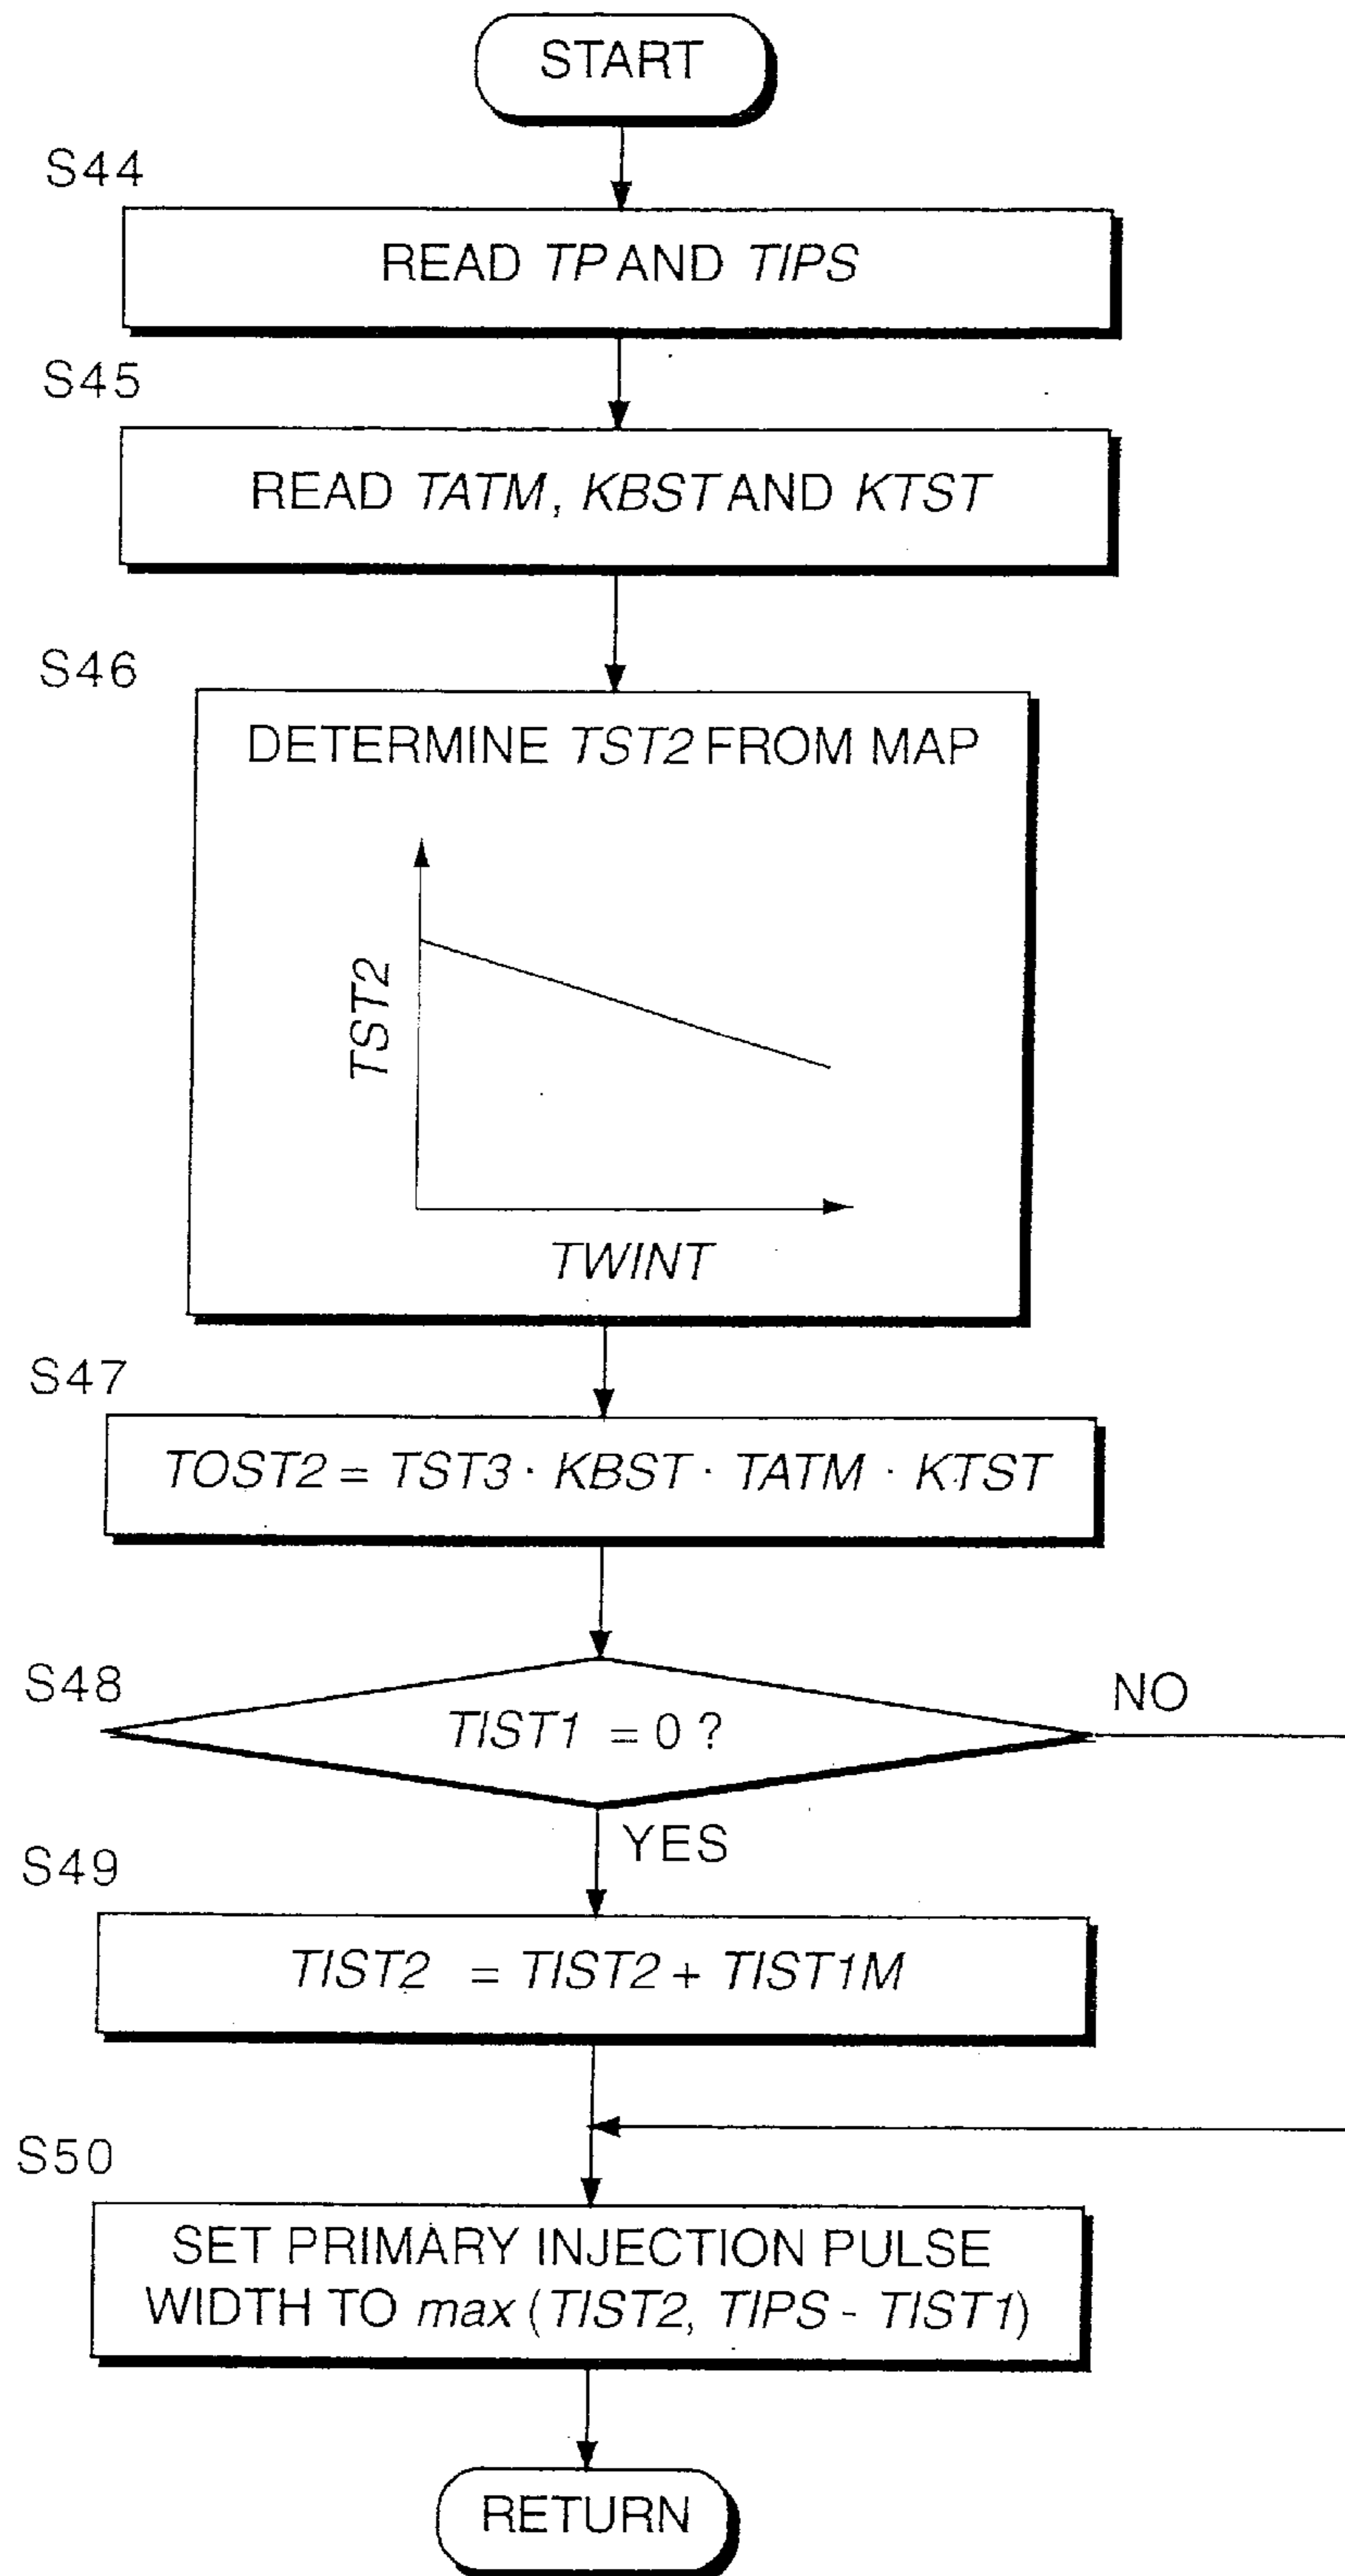 START
S44
READ TP AND TIPS
S45
READ TATM, KBST AND KTST
S46
DETERMINE TST2 FROM MAP
TST2
TWINT
S47
TOST2 = TST3 · KBST · TATM · KTST
S48
TIST1 = 0 ?
NO
YES
S49
TIST2 = TIST2 + TIST1M
S50
SET PRIMARY INJECTION PULSE
WIDTH TO max (TIST2, TIPS - TIST1)
RETURN